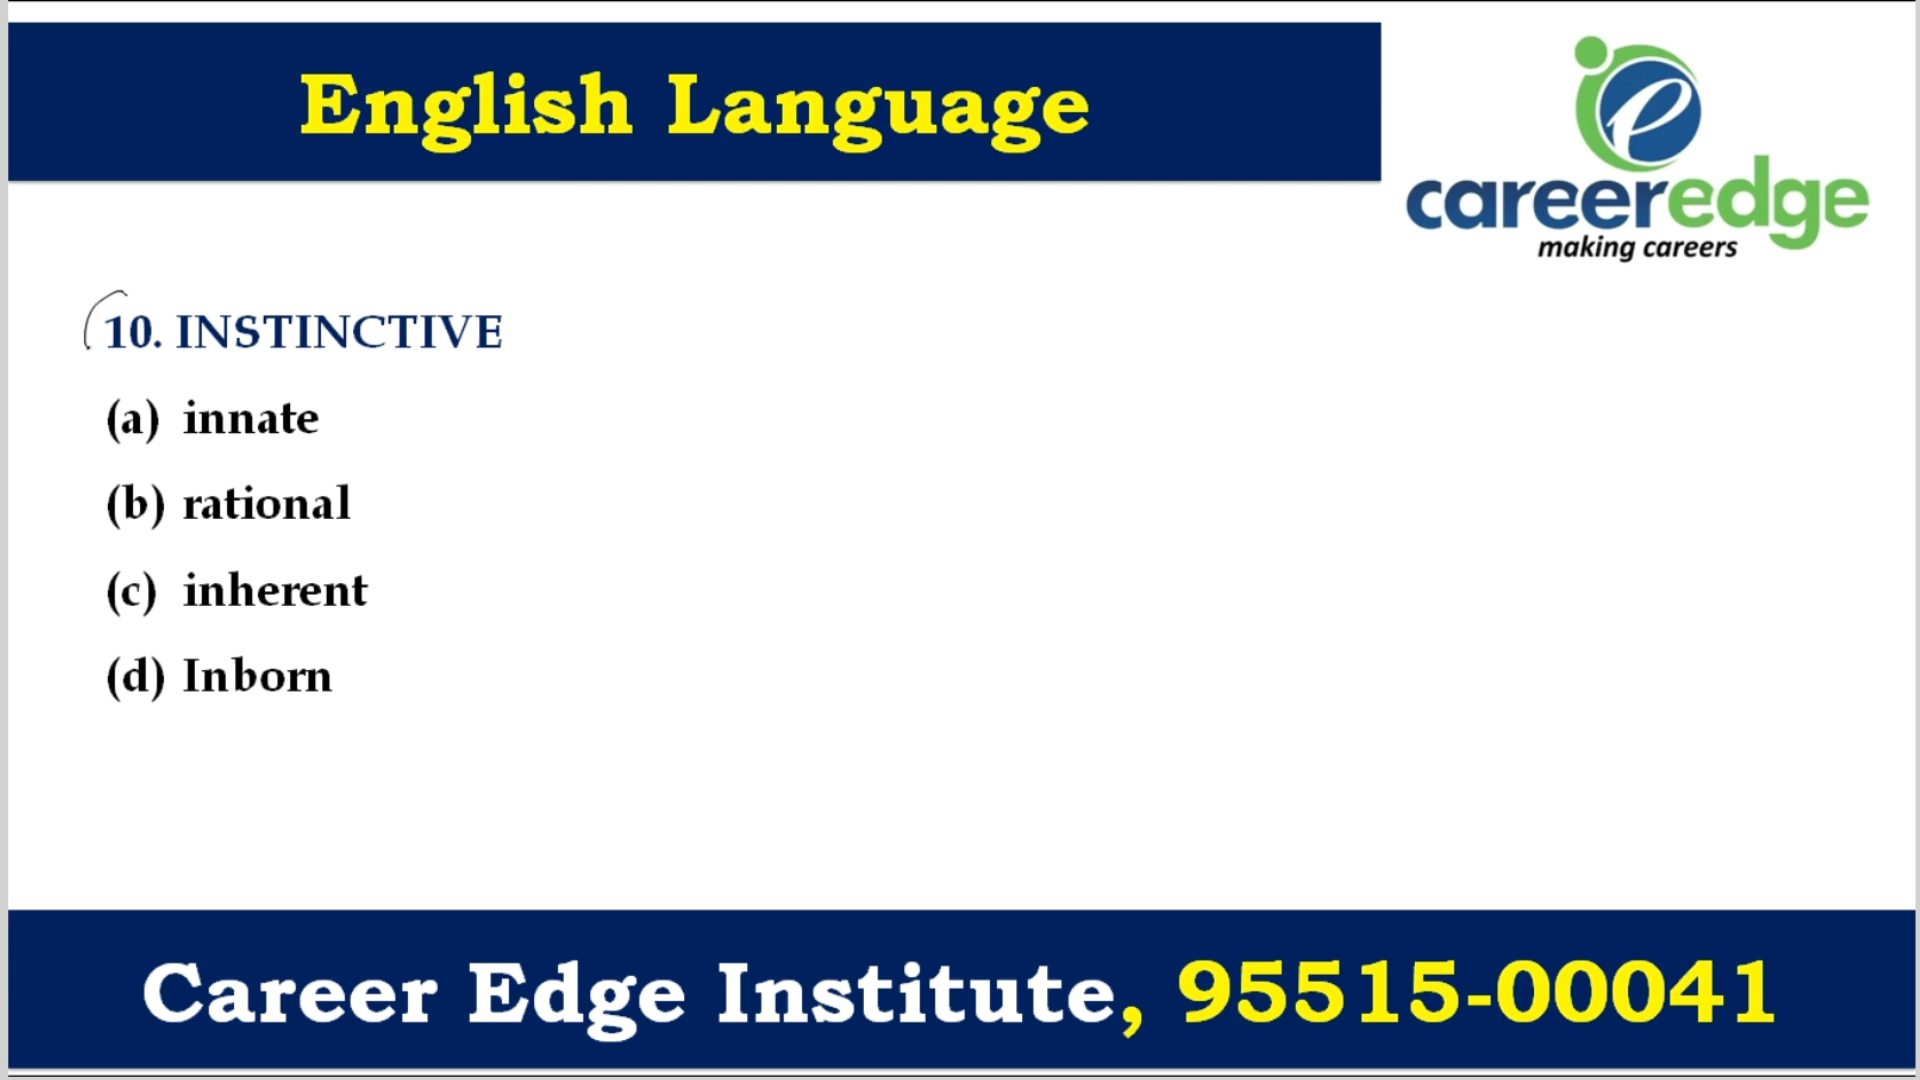 English Language
careeredge
making careers
10. INSTINCTIVE
(a) innate
(b) rational
(c) inherent
(d) Inborn
Career Edge Institute, 95515-00041